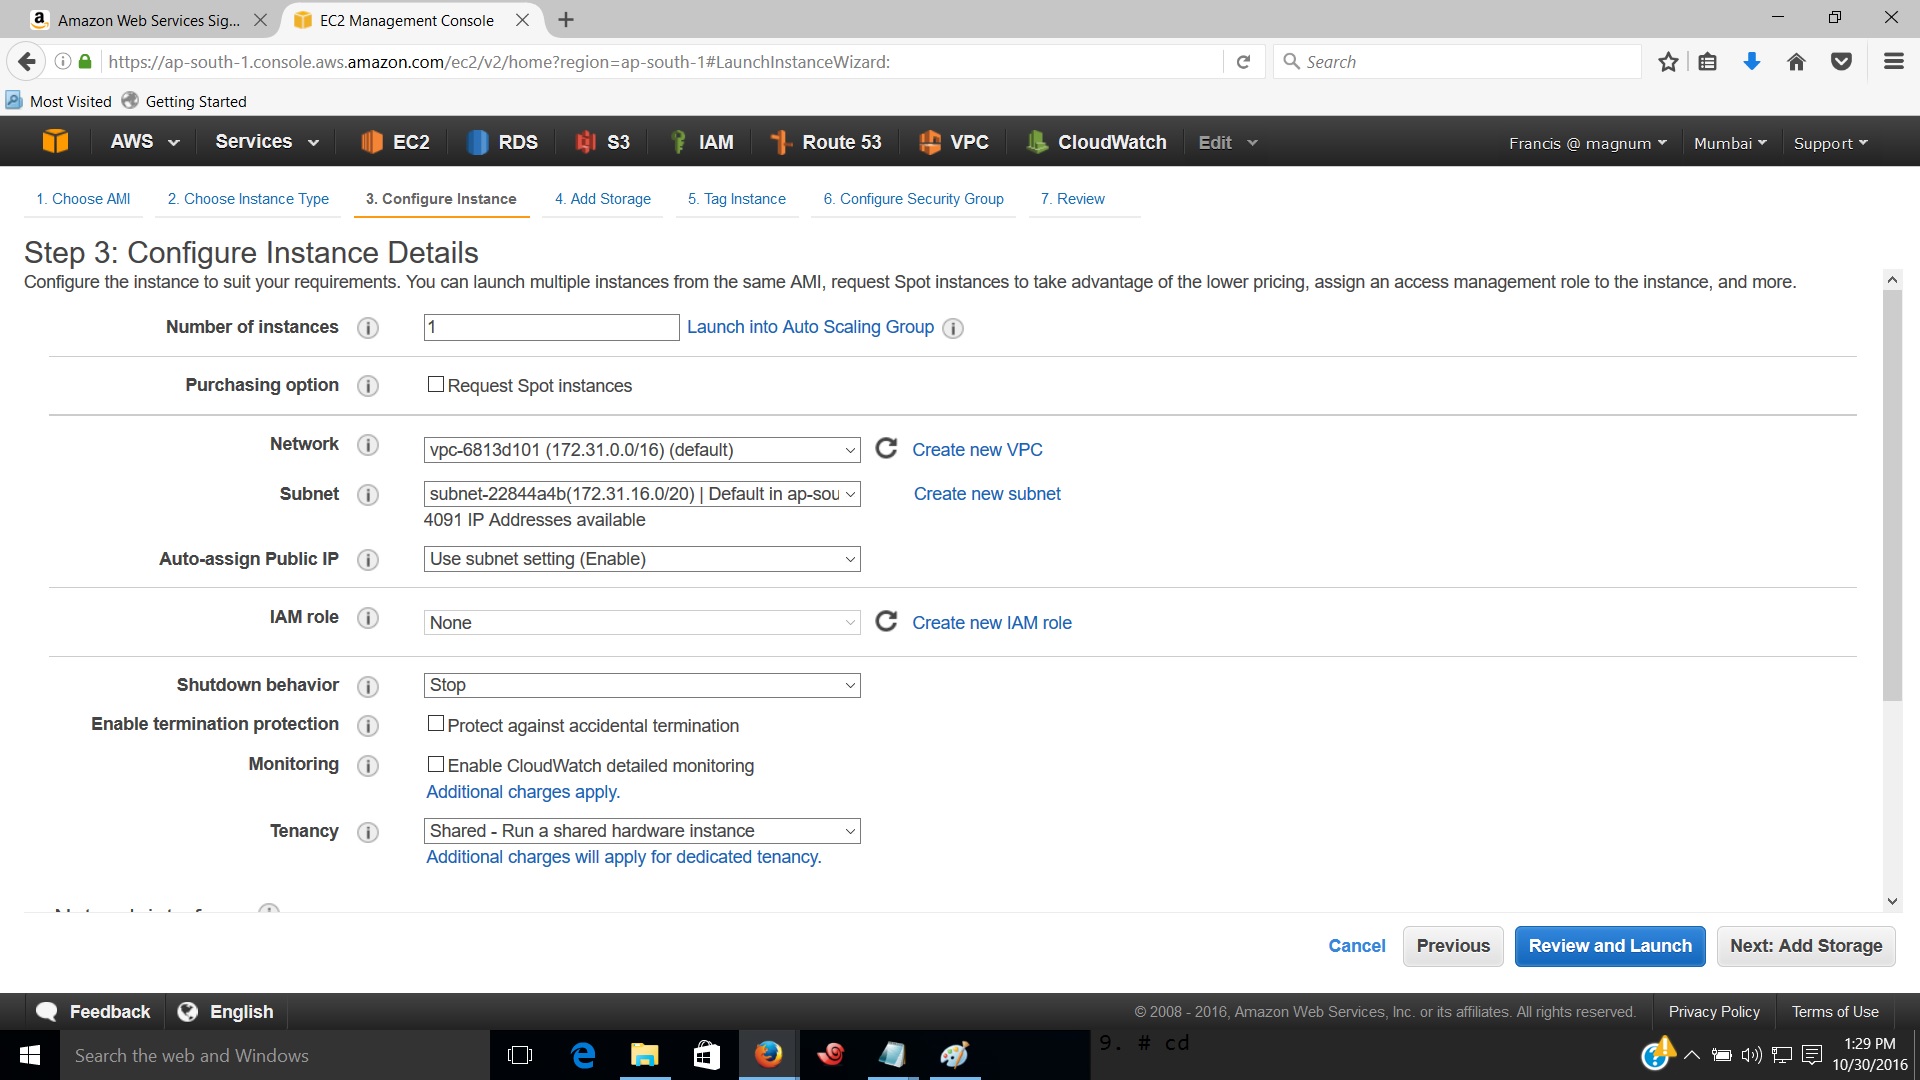 Amazon Web Services Sig...
EC2 Management Console
https://ap-south-1.console.aws.amazon.com/ec2/v2/home?region=ap-south-1#LaunchInstanceWizard:
Search
Most Visited
Getting Started
AWS
Services
EC2
RDS
S3
IAM
Route 53
VPC
CloudWatch
Edit
Francis @ magnum
Mumbai
Support
1. Choose AMI
2. Choose Instance Type
3. Configure Instance
4. Add Storage
5. Tag Instance
6. Configure Security Group
7. Review
Step 3: Configure Instance Details
Configure the instance to suit your requirements. You can launch multiple instances from the same AMI, request Spot instances to take advantage of the lower pricing, assign an access management role to the instance, and more.
Number of instances
1
Launch into Auto Scaling Group
Purchasing option
Request Spot instances
Network
vpc-6813d101 (172.31.0.0/16) (default)
Create new VPC
Subnet
subnet-22844a4b(172.31.16.0/20) | Default in ap-sou
Create new subnet
4091 IP Addresses available
Auto-assign Public IP
Use subnet setting (Enable)
IAM role
None
Create new IAM role
Shutdown behavior
Stop
Enable termination protection
Protect against accidental termination
Monitoring
Enable CloudWatch detailed monitoring
Additional charges apply.
Tenancy
Shared - Run a shared hardware instance
Additional charges will apply for dedicated tenancy.
Cancel
Previous
Review and Launch
Next: Add Storage
Feedback
English
© 2008 - 2016, Amazon Web Services, Inc. or its affiliates. All rights reserved.
Privacy Policy
Terms of Use
Search the web and Windows
9. # cd
1:29 PM
10/30/2016